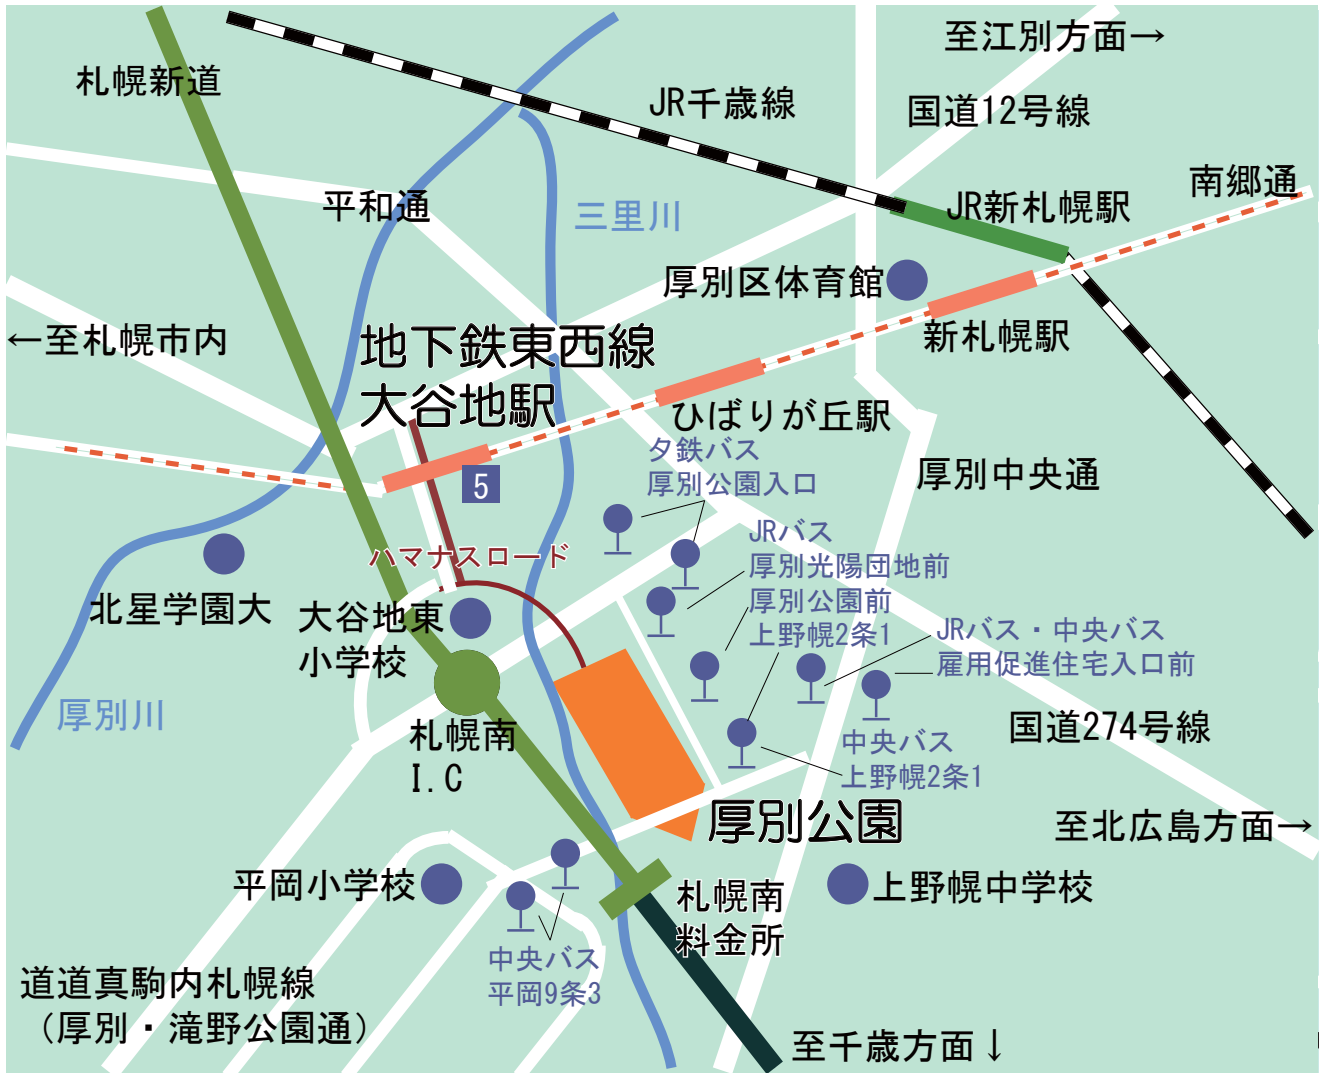 至江別方面→
札幌新道
JR千歳線
国道12号線
南郷通
平和通
三里川
JR新札幌駅
厚別区体育館
←至札幌市内
地下鉄東西線
大谷地駅
新札幌駅
ひばりが丘駅
夕鉄バス
厚別公園入口
厚別中央通
5
JRバス
厚別光陽団地前
厚別公園前
上野幌2条1
ハマナスロード
北星学園大
大谷地東
小学校
JRバス・中央バス
雇用促進住宅入口前
厚別川
札幌南
I.C
国道274号線
中央バス
上野幌2条1
厚別公園
至北広島方面→
平岡小学校
上野幌中学校
札幌南
料金所
中央バス
平岡9条3
道道真駒内札幌線
（厚別・滝野公園通）
至千歳方面↓